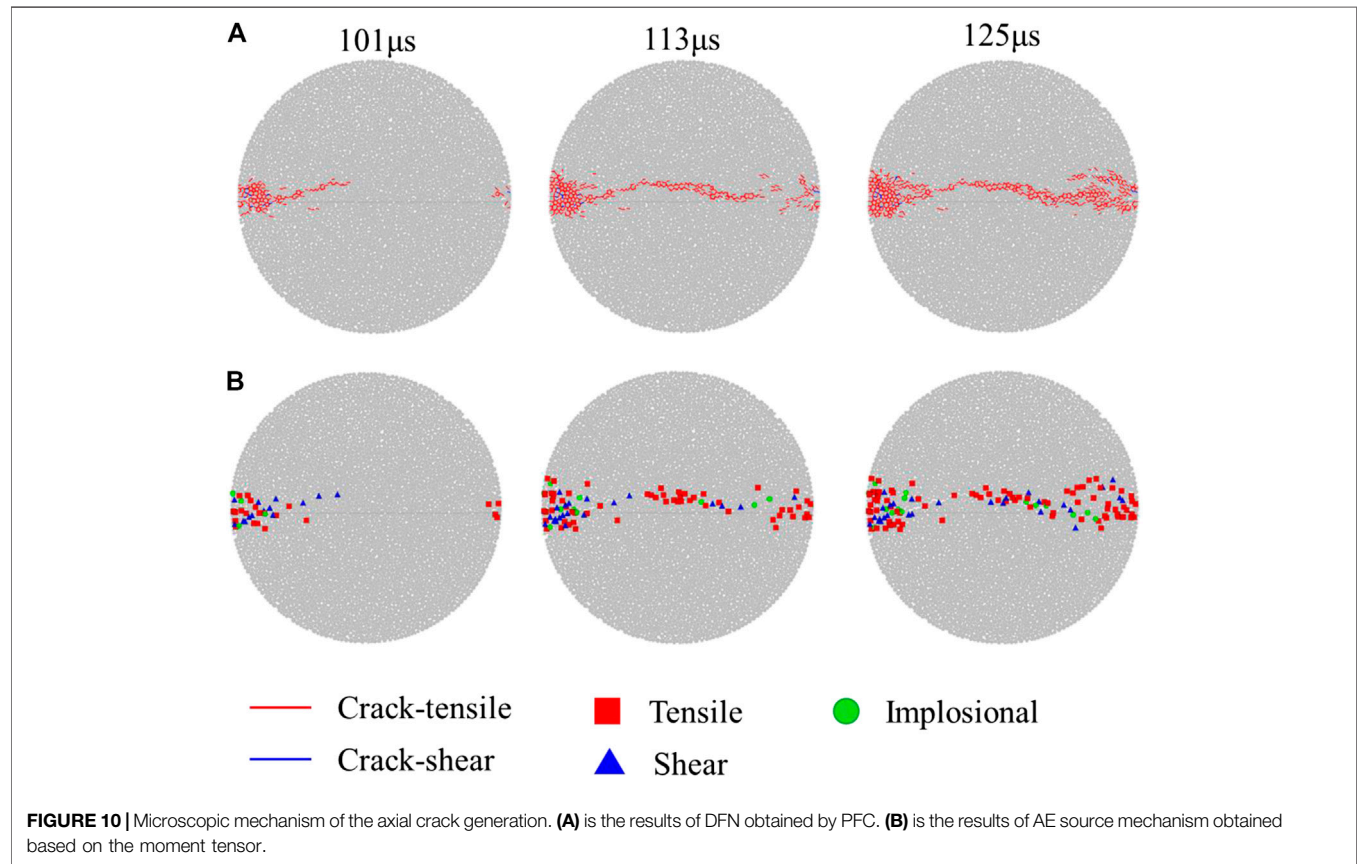 A
101μs
113μs
125μs
B
Crack-tensile
Tensile
Implosional
Crack-shear
Shear
FIGURE 10 | Microscopic mechanism of the axial crack generation. (A) is the results of DFN obtained by PFC. (B) is the results of AE source mechanism obtained
based on the moment tensor.